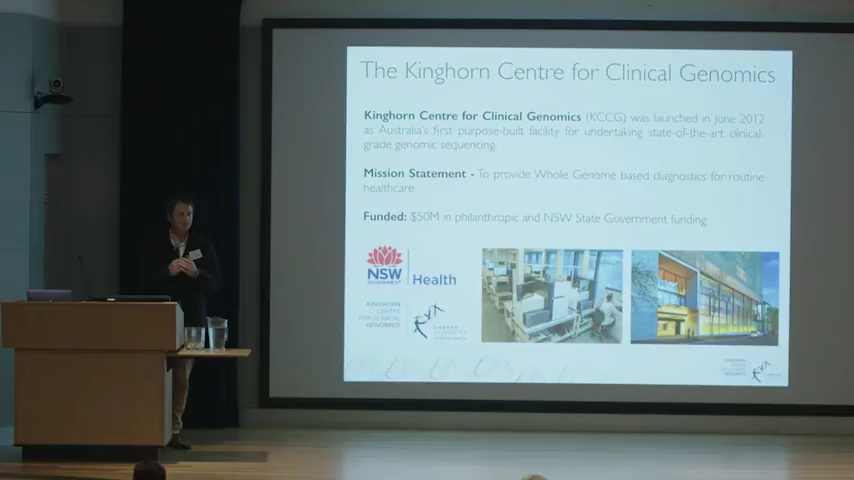 The Kinghorn Centre for Clinical Genomics
Kinghorn Centre for Clinical Genomics (KCCG) was launched in June 2012
as Australia's first purpose-built facility for undertaking state-of-the-art clinical-
grade genomic sequencing.
Mission Statement - To provide Whole Genome based diagnostics for routine
healthcare
Funded: $50M in philanthropic and NSW State Government funding
NSW
GOVERNMENT
Health
KINGHORN
CENTRE
FOR CLINICAL
GENOMICS